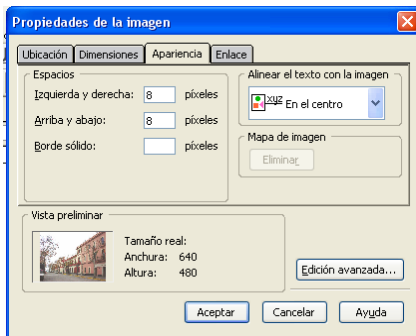 Propiedades de la imagen
Ubicación Dimensiones Apariencia Enlace
Espacios
Izquierda y derecha: 8 píxeles
Arriba y abajo: 8 píxeles
Borde sólido: píxeles
Alinear el texto con la imagen
xyz En el centro
Mapa de imagen
Eliminar
Vista preliminar
Tamaño real:
Anchura: 640
Altura: 480
Edición avanzada...
Aceptar Cancelar Ayuda